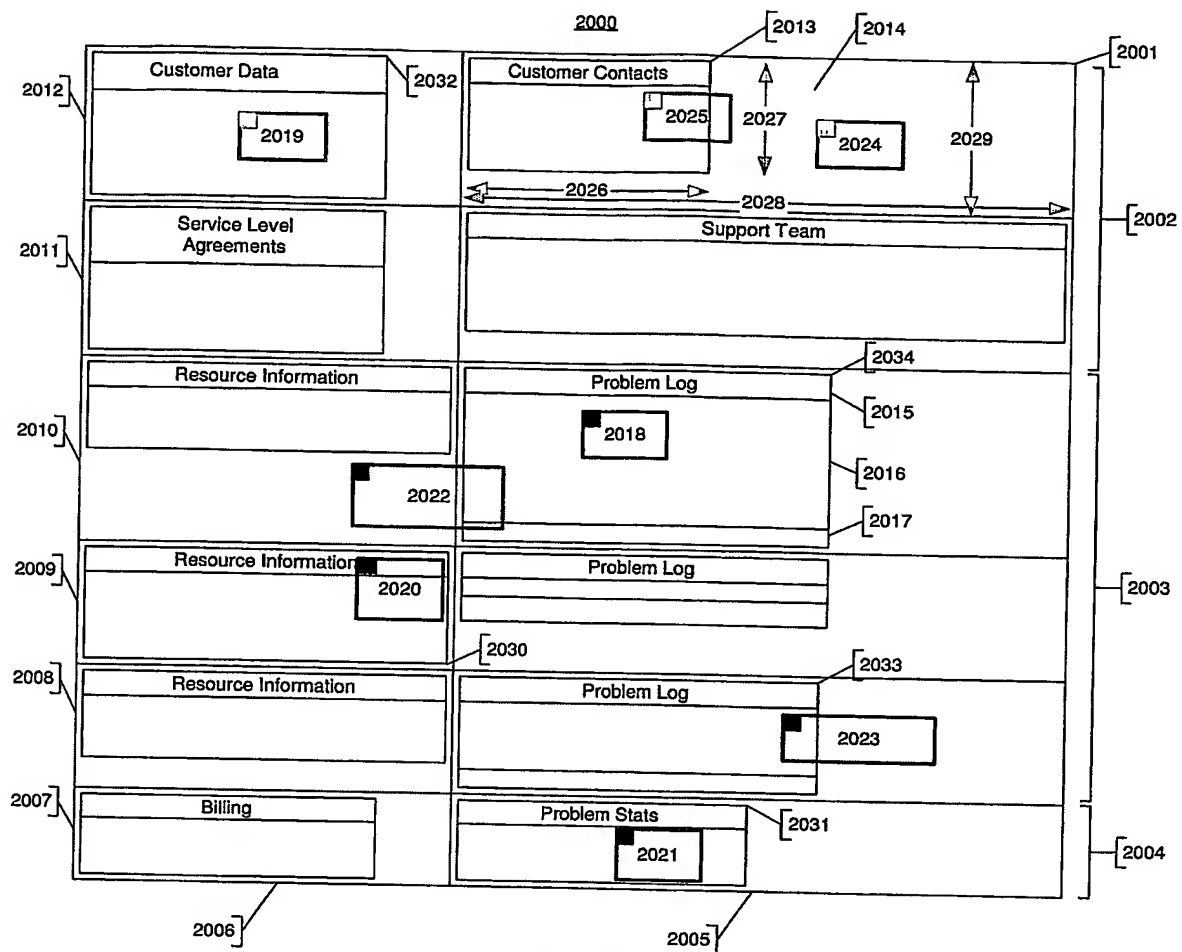 2000
2013
2014
2001
Customer Data
2032
Customer Contacts
2012
2019
2025
2027
2024
2029
2026
2028
2002
Service Level
Agreements
Support Team
2011
2034
Resource Information
Problem Log
2015
2010
2018
2016
2022
2017
2009
Resource Information
Problem Log
2020
2003
2030
2033
2008
Resource Information
Problem Log
2023
2007
Billing
Problem Stats
2031
2021
2004
2006
2005